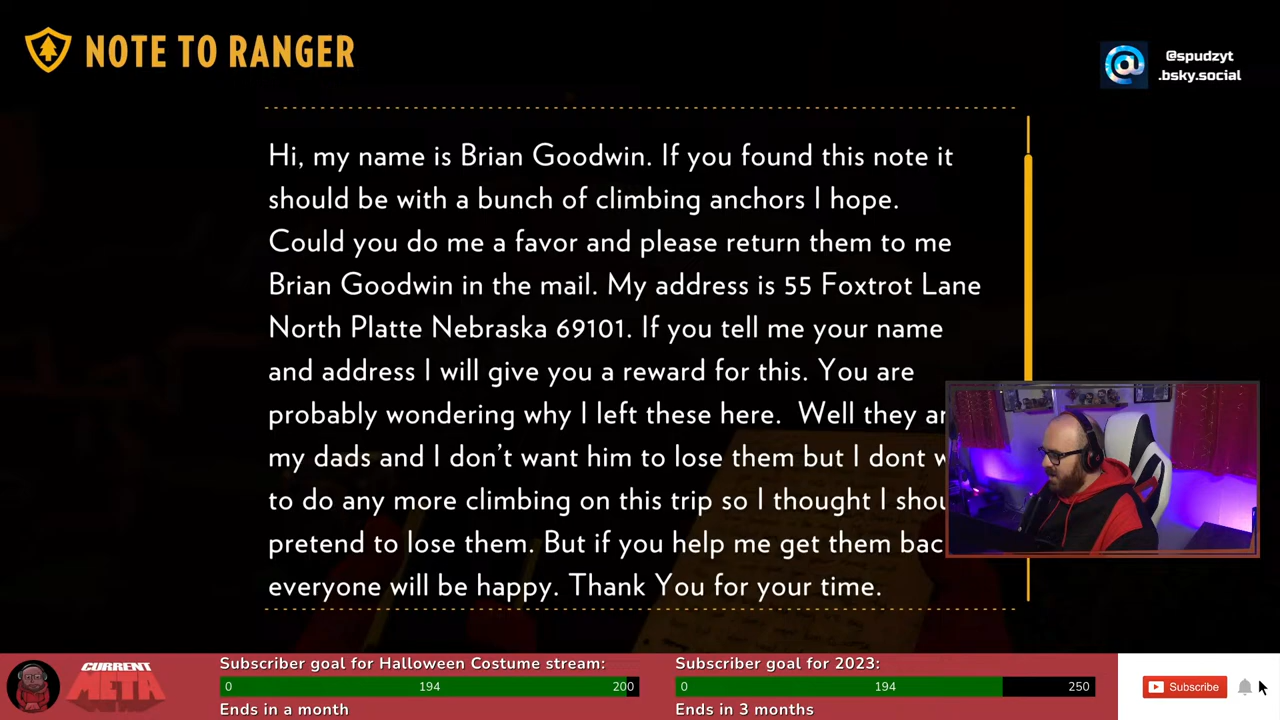 NOTE TO RANGER
@spudzyt
.bsky.social
Hi, my name is Brian Goodwin. If you found this note it
should be with a bunch of climbing anchors I hope.
Could you do me a favor and please return them to me
Brian Goodwin in the mail. My address is 55 Foxtrot Lane
North Platte Nebraska 69101. If you tell me your name
and address I will give you a reward for this. You are
probably wondering why I left these here.  Well they
my dads and I don't want him to lose them but I dont
to do any more climbing on this trip so I thought I
pretend to lose them. But if you help me get them
everyone will be happy. Thank You for your time.
CURRENT
META
Subscriber goal for Halloween Costume stream:
0 194 200
Ends in a month
Subscriber goal for 2023:
0 194 250
Ends in 3 months
Subscribe